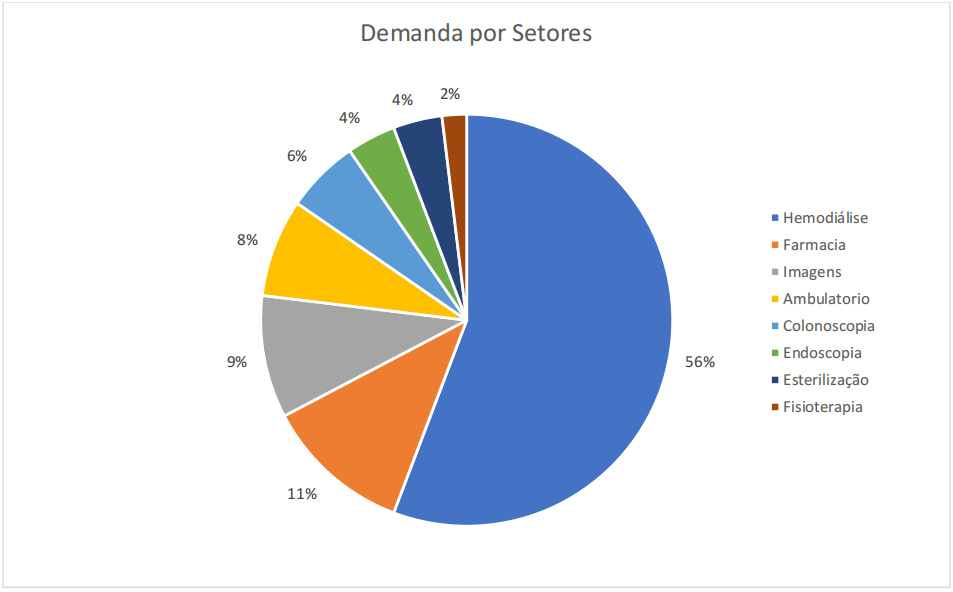 Demanda por Setores
2%
4%
4%
6%
8%
9%
11%
56%
Hemodiálise
Farmacia
Imagens
Ambulatorio
Colonoscopia
Endoscopia
Esterilização
Fisioterapia